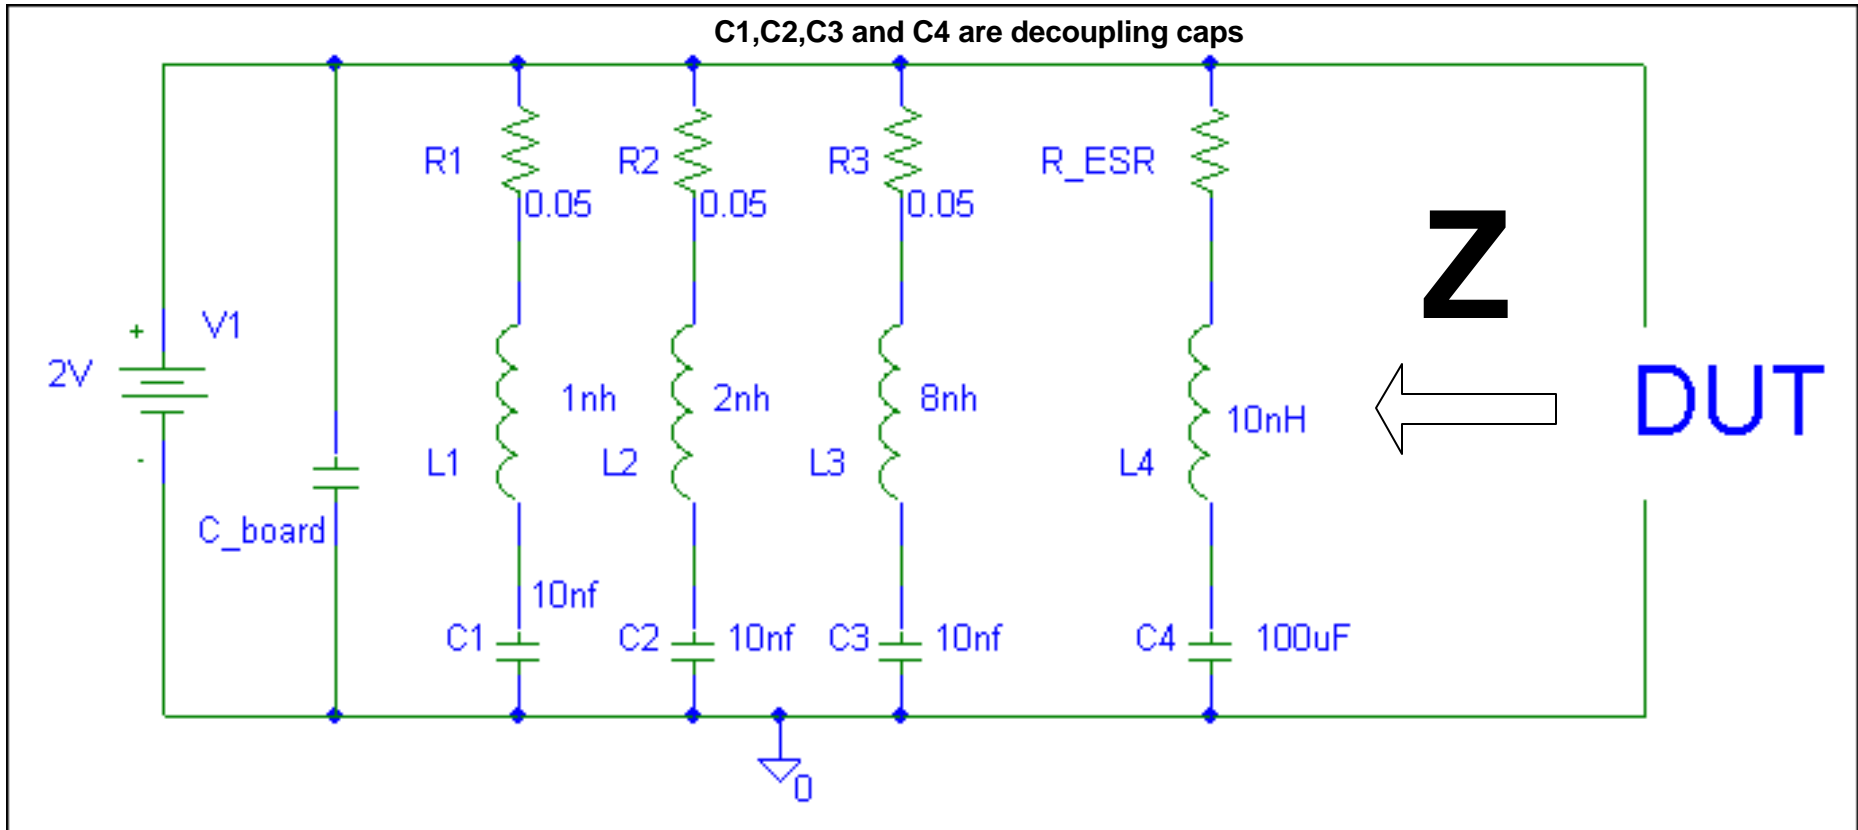 C1,C2,C3 and C4 are decoupling caps
R1
0.05
R2
0.05
R3
0.05
R_ESR
Z
+
V1
2V
-
1nh
L1
2nh
L2
8nh
L3
10nH
L4
DUT
C_board
10nf
C1
C2
10nf
C3
10nf
C4
100uF
0